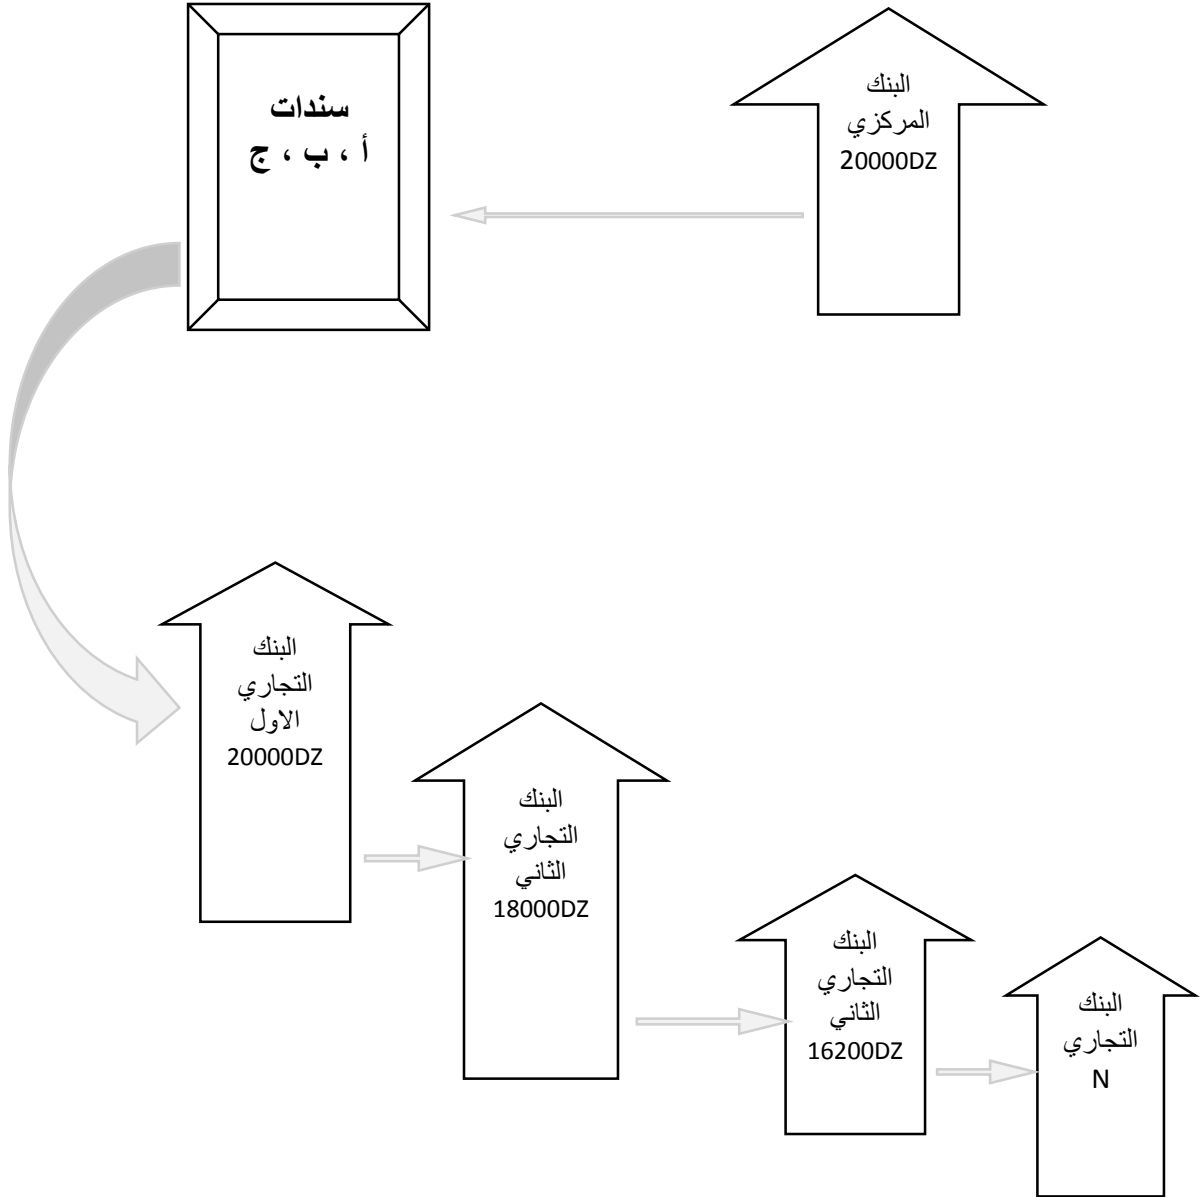 سندات
أ ، ب ، ج
البنك
المركزي
20000DZ
البنك
التجاري
الاول
20000DZ
البنك
التجاري
الثاني
18000DZ
البنك
التجاري
الثاني
16200DZ
البنك
التجاري
N